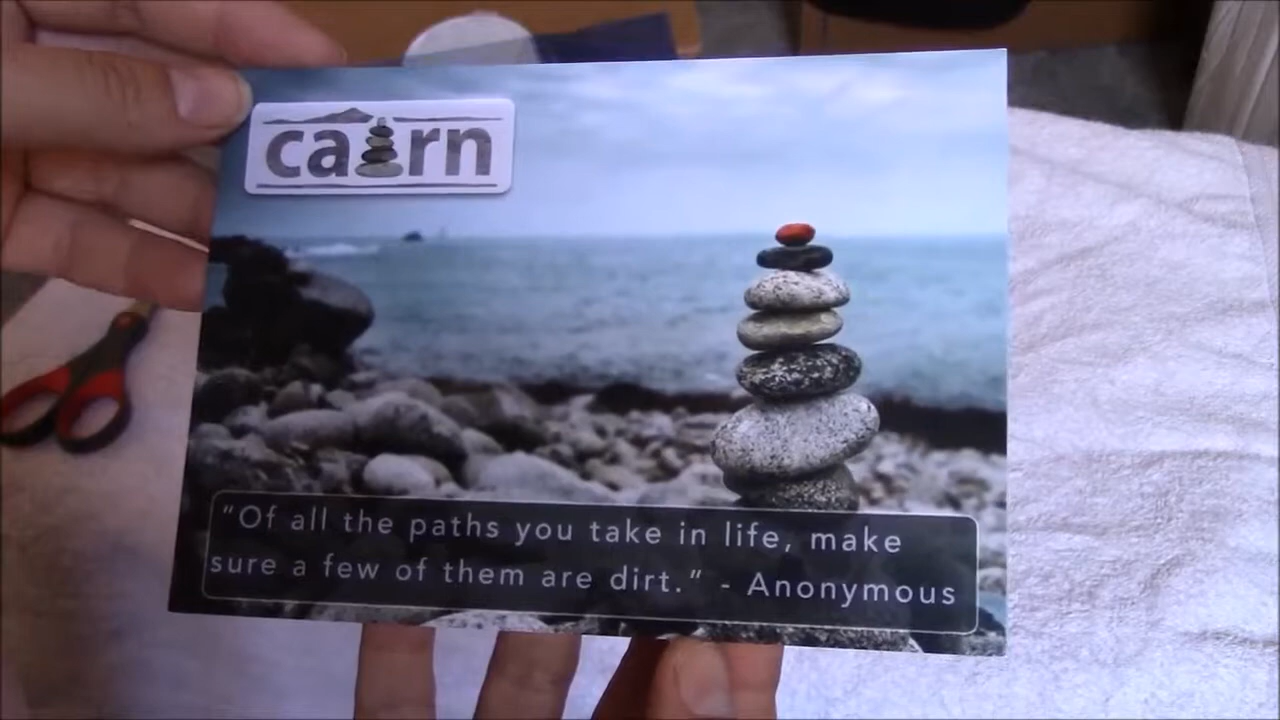 cairn
“Of all the paths you take in life, make
sure a few of them are dirt.” - Anonymous